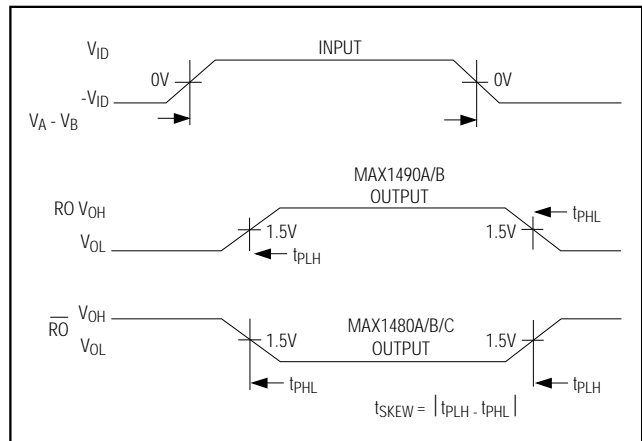 V_ID INPUT
0V 0V
-V_ID
V_A - V_B
MAX1490A/B
OUTPUT
RO V_OH t_PHL
1.5V 1.5V
V_OL t_PLH
R̅O̅ V_OH MAX1480A/B/C
OUTPUT
1.5V 1.5V
V_OL
t_PHL t_PLH
t_SKEW = | t_PLH - t_PHL |